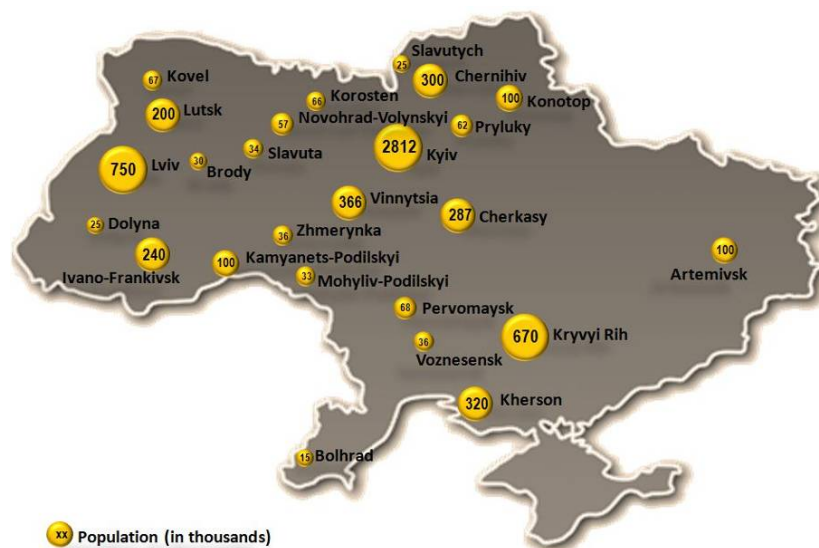 Slavutych
25
Kovel
67
Chernihiv
300
Korosten
66
Konotop
100
Lutsk
200
Novohrad-Volynskyi
57
Pryluky
62
Slavuta
34
Kyiv
2812
Lviv
750
Brody
30
Vinnytsia
366
Cherkasy
287
Dolyna
25
Zhmerynka
36
Ivano-Frankivsk
240
Kamyanets-Podilskyi
100
Artemivsk
100
Mohyliv-Podilskyi
33
Pervomaysk
68
Kryvyi Rih
670
Voznesensk
36
Kherson
320
Bolhrad
15
xx Population (in thousands)